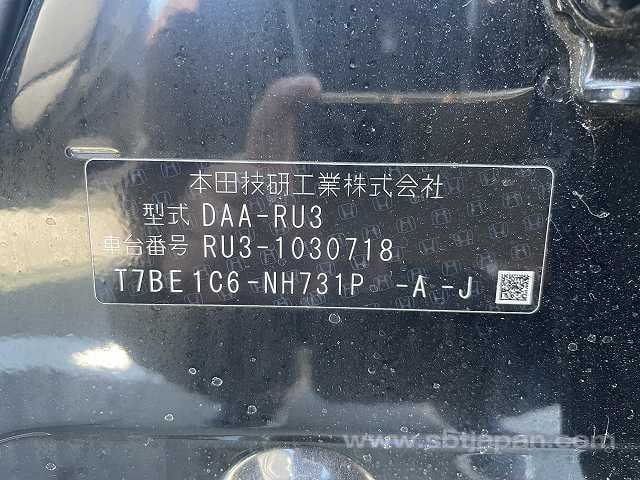 本田技研工業株式会社
型式 DAA-RU3
車台番号 RU3-1030718
T7BE1C6-NH731P -A -J
www.sbtjapan.com